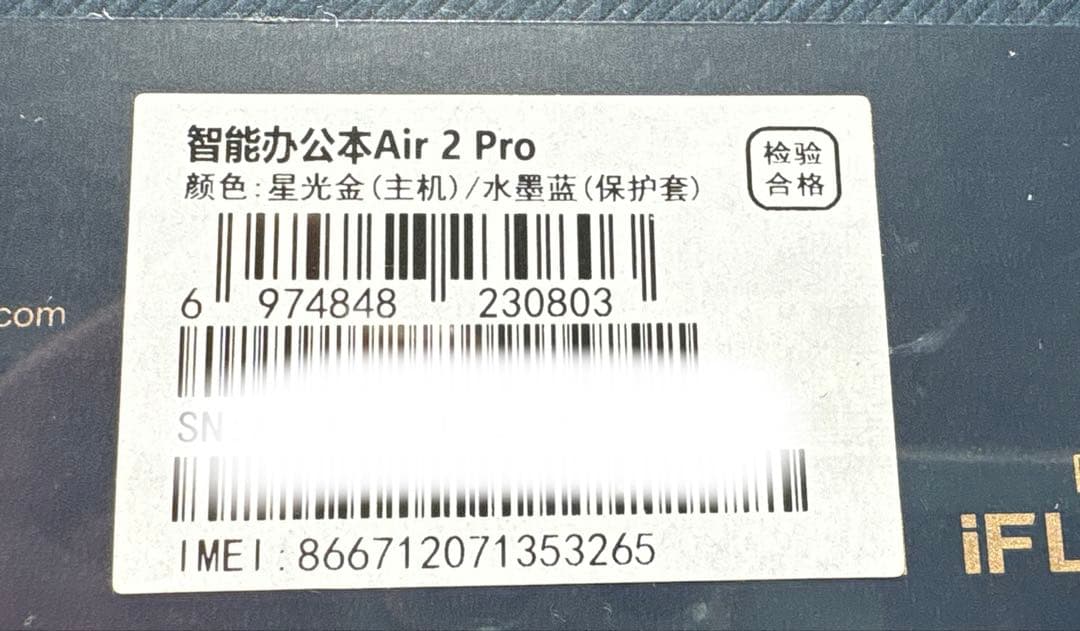 智能办公本Air 2 Pro
颜色:星光金(主机)/水墨蓝(保护套)
检验
合格
6 974848 230803
com
SN
IMEI:866712071353265
iFL